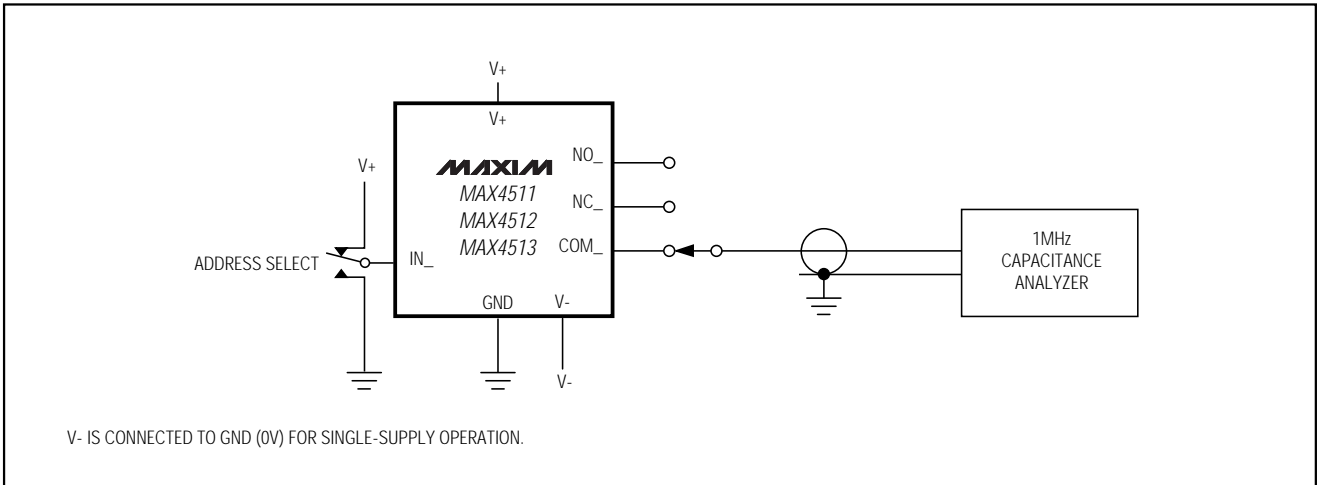 V+
V+
V+
MAXIM
MAX4511
MAX4512
MAX4513
NO_
NC_
COM_
ADDRESS SELECT
IN_
GND
V-
V-
1MHz
CAPACITANCE
ANALYZER
V- IS CONNECTED TO GND (0V) FOR SINGLE-SUPPLY OPERATION.